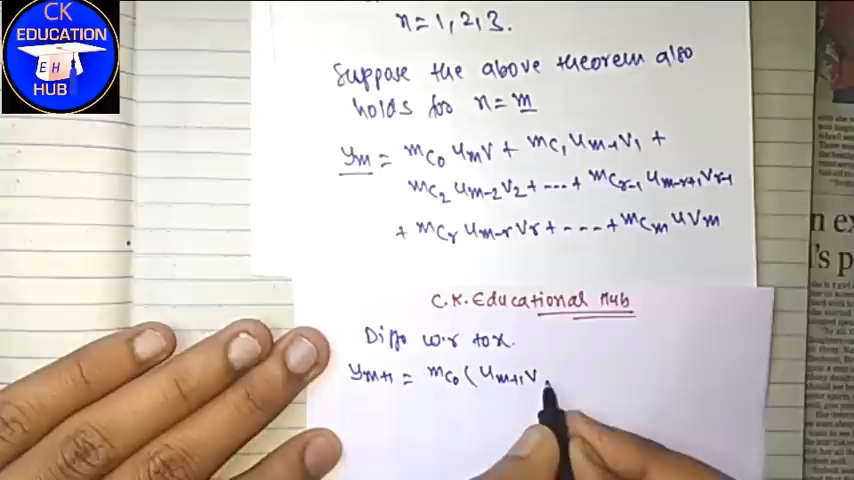 CK
EDUCATION
EH
HUB
n=1,2,3.
Suppose the above theorem also
holds for n=m
ym = mc0 umv + mc1 um-1v1 +
mc2 um-2v2 + --- + mcr-1 um-r+1vr-1
+ mcr um-rvr + ---- + mcm uvm
C.K.Educational Hub
Diff w.r to x.
ym+1 = mc0 ( um+1v